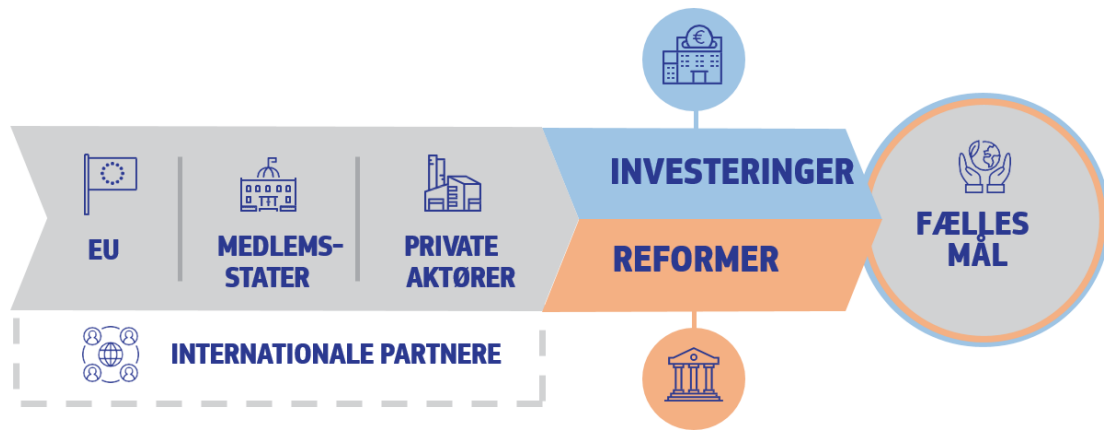 EU
MEDLEMS-
STATER
PRIVATE
AKTØRER
INTERNATIONALE PARTNERE
INVESTERINGER
REFORMER
FÆLLES
MÅL
€